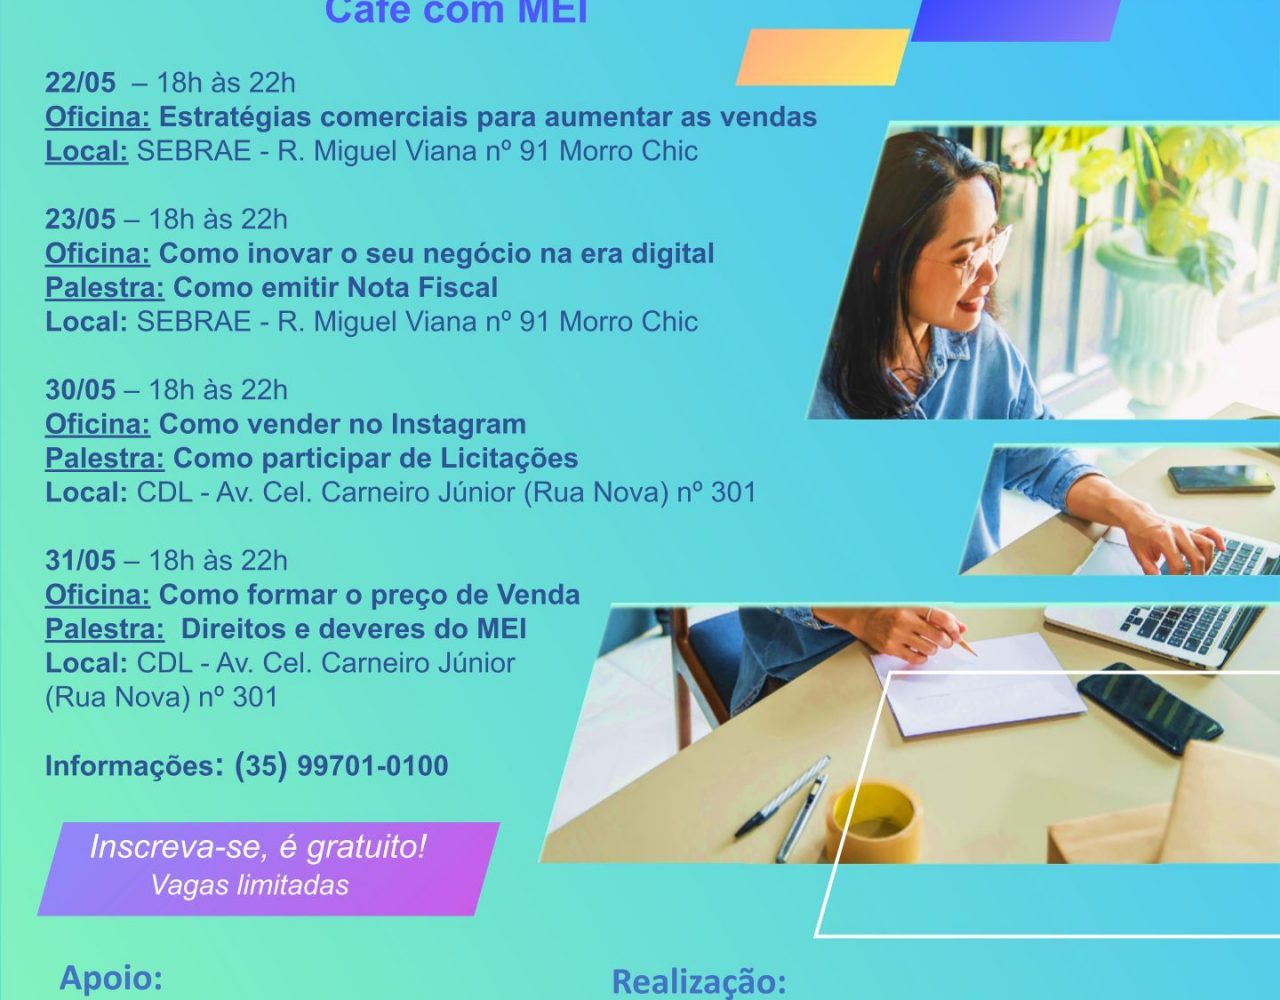 Café com MEI
22/05 – 18h às 22h
Oficina: Estratégias comerciais para aumentar as vendas
Local: SEBRAE - R. Miguel Viana nº 91 Morro Chic
23/05 – 18h às 22h
Oficina: Como inovar o seu negócio na era digital
Palestra: Como emitir Nota Fiscal
Local: SEBRAE - R. Miguel Viana nº 91 Morro Chic
30/05 – 18h às 22h
Oficina: Como vender no Instagram
Palestra: Como participar de Licitações
Local: CDL - Av. Cel. Carneiro Júnior (Rua Nova) nº 301
31/05 – 18h às 22h
Oficina: Como formar o preço de Venda
Palestra: Direitos e deveres do MEI
Local: CDL - Av. Cel. Carneiro Júnior
(Rua Nova) nº 301
Informações: (35) 99701-0100
Inscreva-se, é gratuito!
Vagas limitadas
Apoio:
Realização: